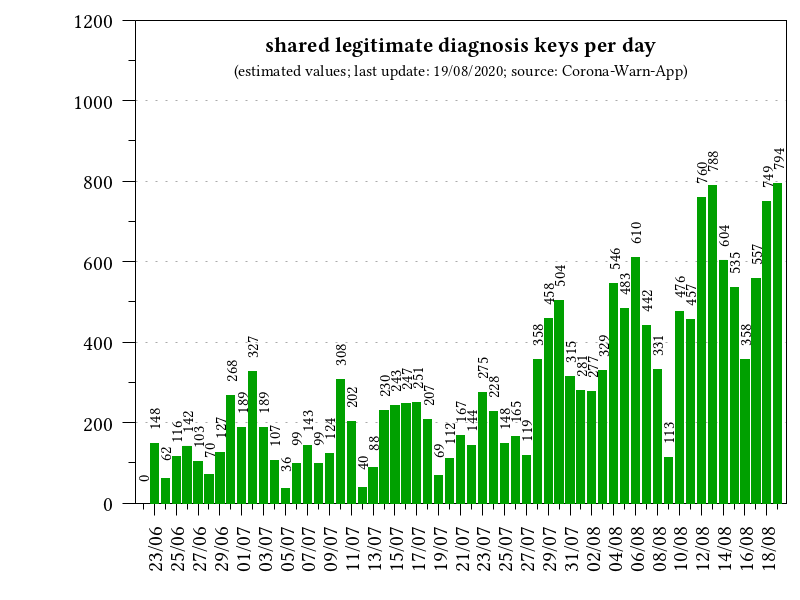 shared legitimate diagnosis keys per day
(estimated values; last update: 19/08/2020; source: Corona-Warn-App)
1200
1000
800
600
400
200
0
0 148 62 116 142 103 70 127 268 189 327 189 107 36 99 143 99 124 308 202 40 88 230 243 247 251 207 69 112 167 144 275 228 148 165 119 358 458 504 315 281 277 329 546 483 610 442 331 113 476 457 760 788 604 535 358 557 749 794
23/06 25/06 27/06 29/06 01/07 03/07 05/07 07/07 09/07 11/07 13/07 15/07 17/07 19/07 21/07 23/07 25/07 27/07 29/07 31/07 02/08 04/08 06/08 08/08 10/08 12/08 14/08 16/08 18/08